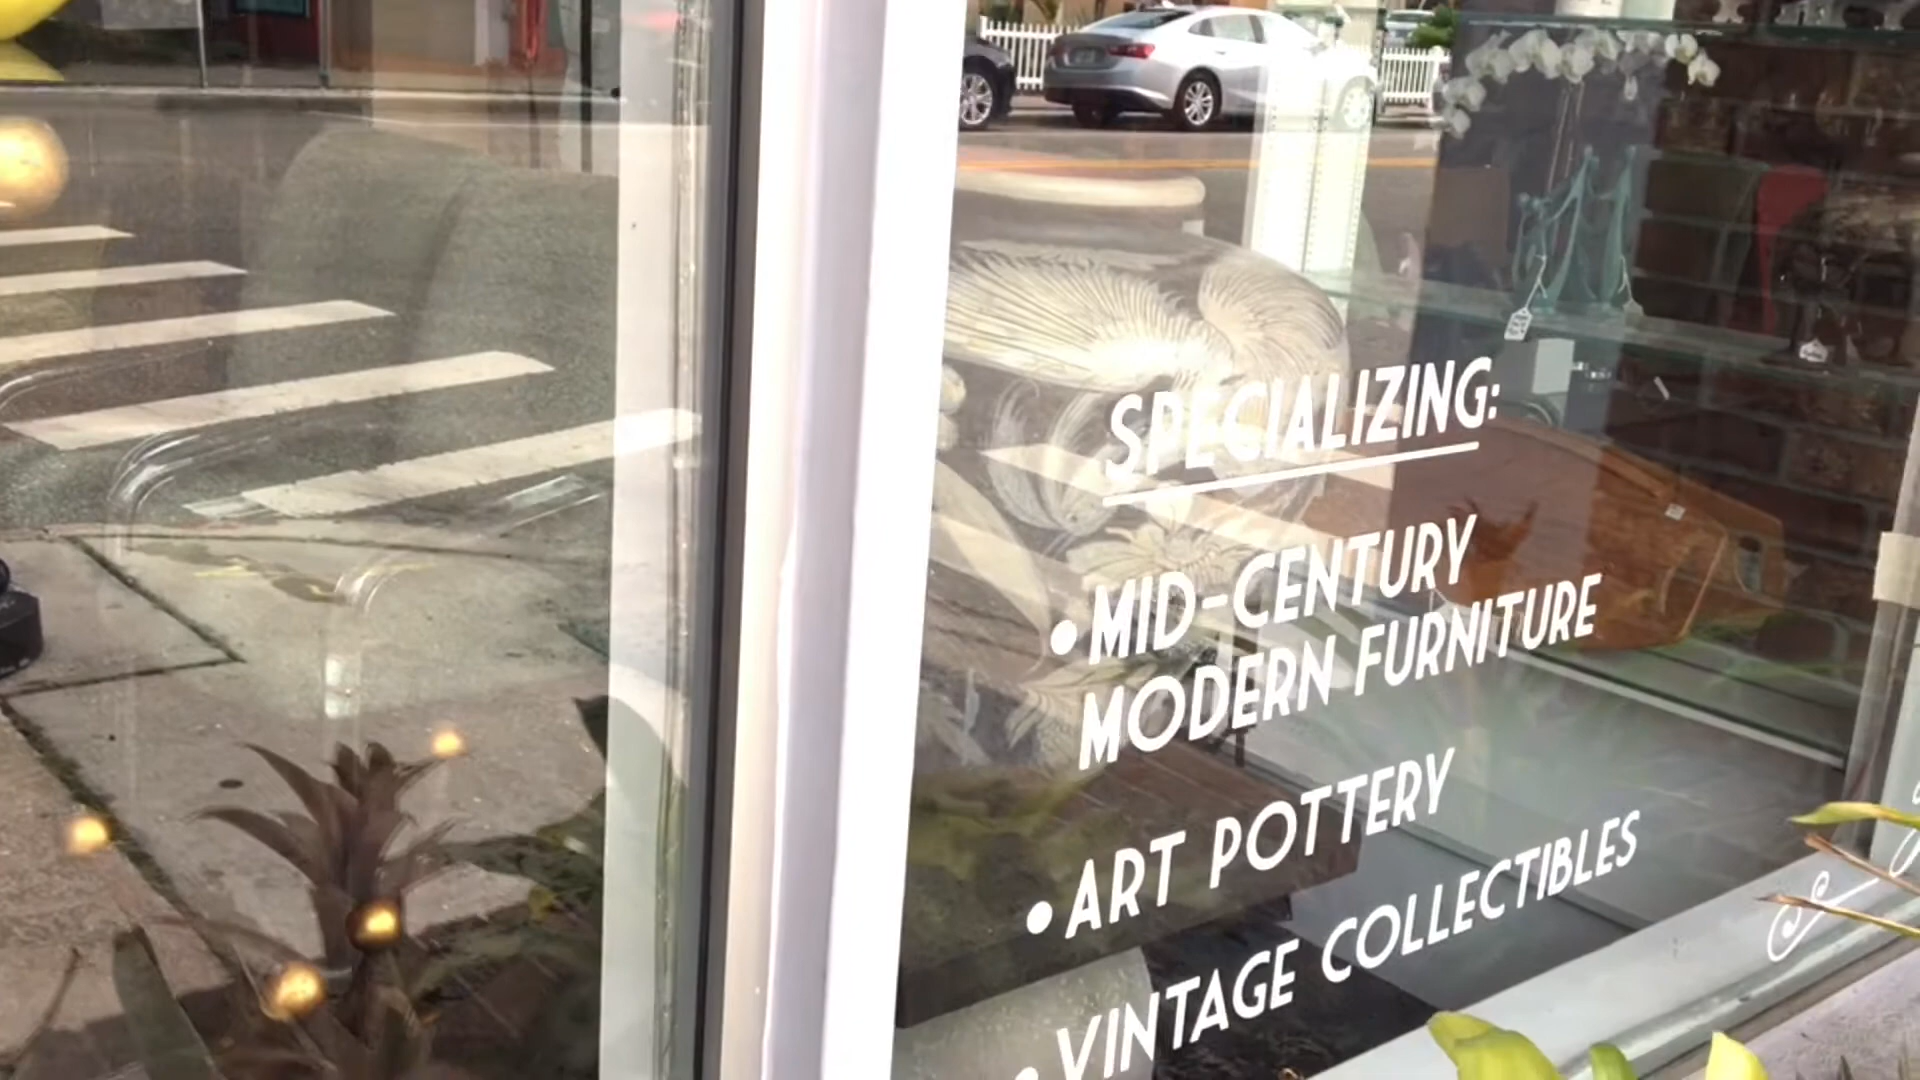 SPECIALIZING:
• MID-CENTURY
MODERN FURNITURE
• ART POTTERY
• VINTAGE COLLECTIBLES